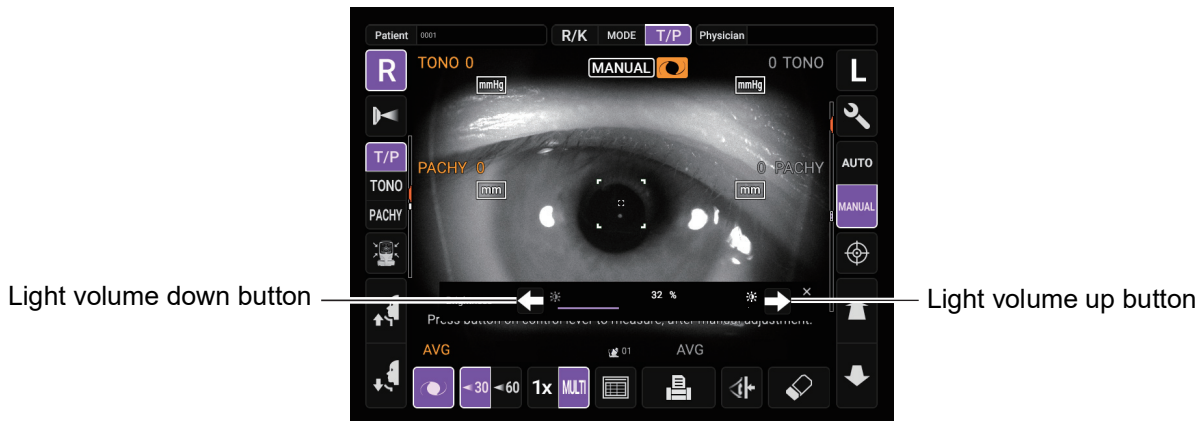 Patient 0001 R/K MODE T/P Physician
R TONO 0 MANUAL 0 TONO L
mmHg mmHg
T/P PACHY 0 0 PACHY AUTO
TONO mm mm MANUAL
PACHY
Light volume down button 32 % × Light volume up button
Press button on control lever to measure, after manual adjustment.
AVG 01 AVG
30 60 1x MULTI